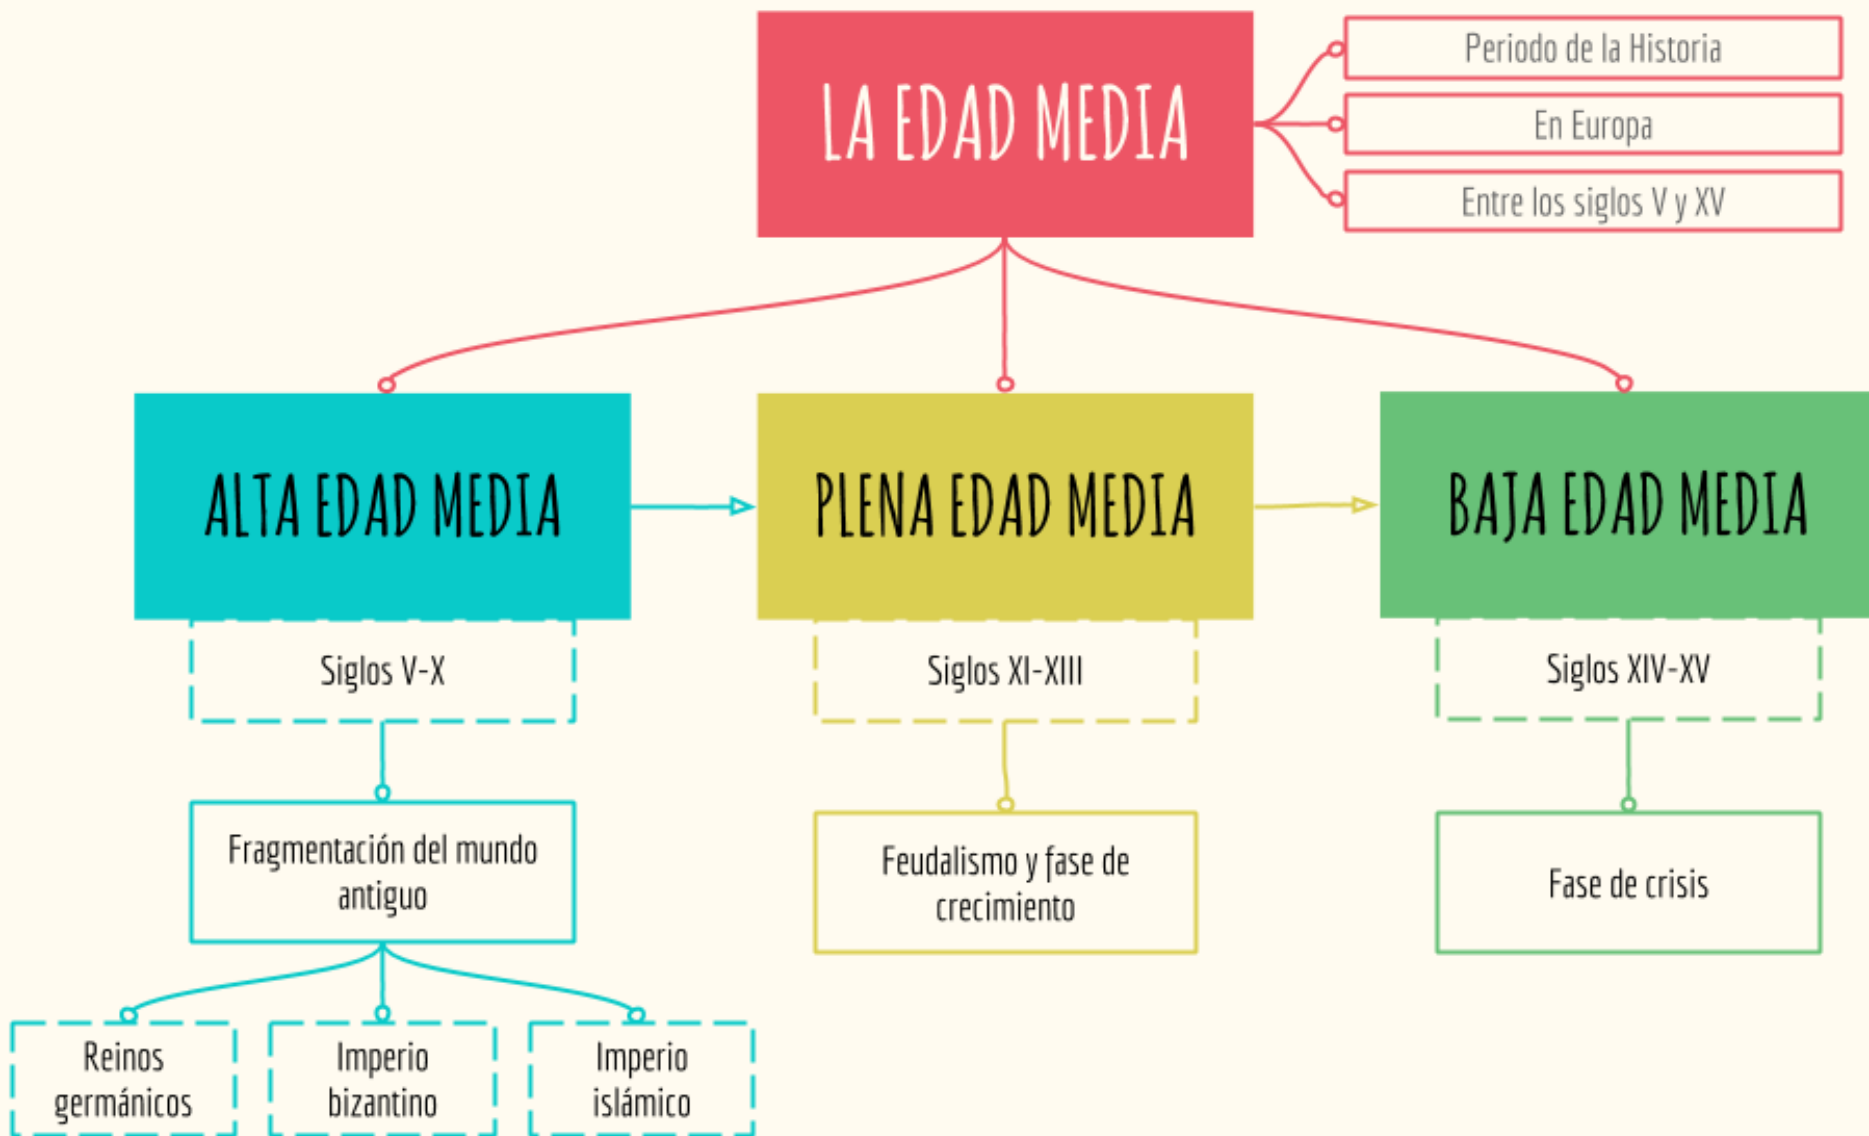 LA EDAD MEDIA
Periodo de la Historia
En Europa
Entre los siglos V y XV
ALTA EDAD MEDIA
PLENA EDAD MEDIA
BAJA EDAD MEDIA
Siglos V-X
Siglos XI-XIII
Siglos XIV-XV
Fragmentación del mundo
antiguo
Feudalismo y fase de
crecimiento
Fase de crisis
Reinos
germánicos
Imperio
bizantino
Imperio
islámico